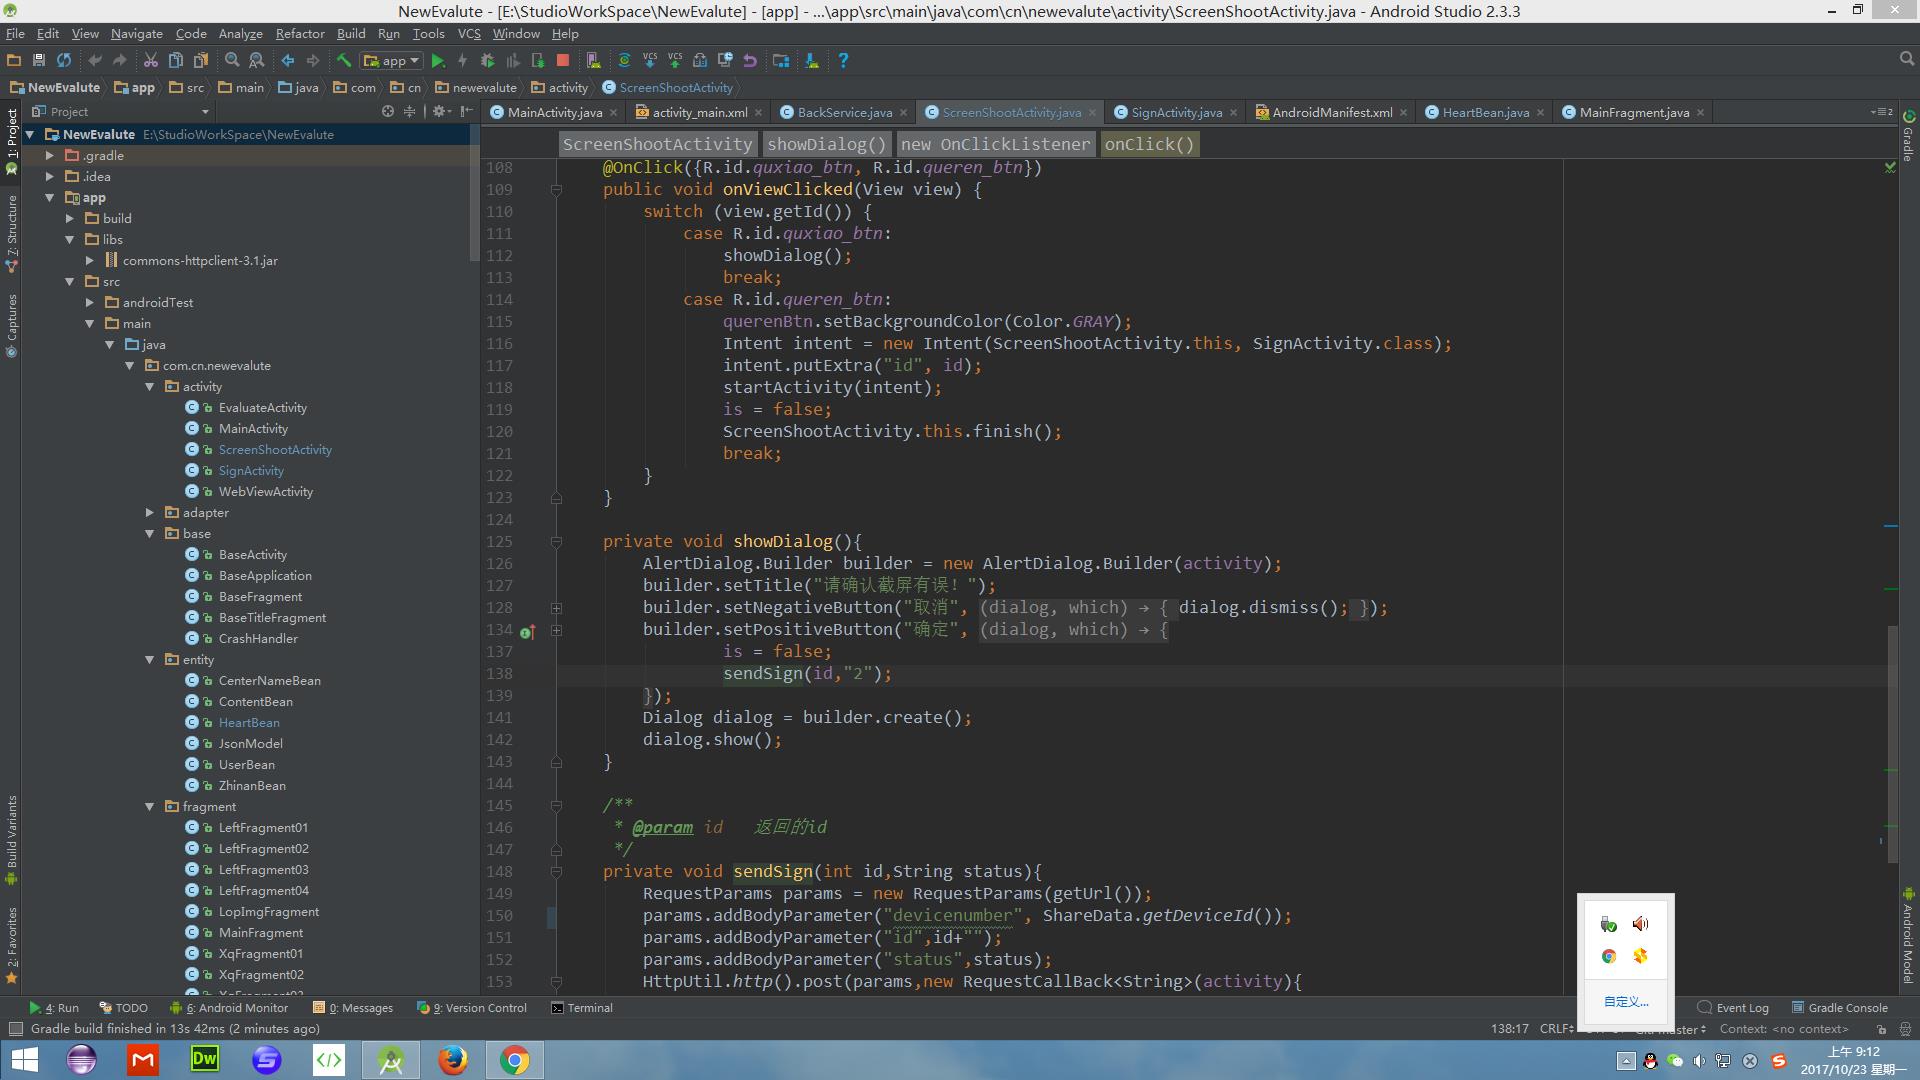 NewEvalute - [E:\StudioWorkSpace\NewEvalute] - [app] - ...\app\src\main\java\com\cn\newevalute\activity\ScreenShootActivity.java - Android Studio 2.3.3
File Edit View Navigate Code Analyze Refactor Build Run Tools VCS Window Help
app
NewEvalute app src main java com cn newevalute activity ScreenShootActivity
Project
MainActivity.java activity_main.xml BackService.java ScreenShootActivity.java SignActivity.java AndroidManifest.xml HeartBean.java MainFragment.java
ScreenShootActivity showDialog() new OnClickListener onClick()
1: Project
7: Structure
Captures
Build Variants
2: Favorites
NewEvalute E:\StudioWorkSpace\NewEvalute
.gradle
.idea
app
build
libs
commons-httpclient-3.1.jar
src
androidTest
main
java
com.cn.newevalute
activity
EvaluateActivity
MainActivity
ScreenShootActivity
SignActivity
WebViewActivity
adapter
base
BaseActivity
BaseApplication
BaseFragment
BaseTitleFragment
CrashHandler
entity
CenterNameBean
ContentBean
HeartBean
JsonModel
UserBean
ZhinanBean
fragment
LeftFragment01
LeftFragment02
LeftFragment03
LeftFragment04
LopImgFragment
MainFragment
XqFragment01
XqFragment02
108 @OnClick({R.id.quxiao_btn, R.id.queren_btn})
109 public void onViewClicked(View view) {
110 switch (view.getId()) {
111 case R.id.quxiao_btn:
112 showDialog();
113 break;
114 case R.id.queren_btn:
115 querenBtn.setBackgroundColor(Color.GRAY);
116 Intent intent = new Intent(ScreenShootActivity.this, SignActivity.class);
117 intent.putExtra("id", id);
118 startActivity(intent);
119 is = false;
120 ScreenShootActivity.this.finish();
121 break;
122 }
123 }
124
125 private void showDialog(){
126 AlertDialog.Builder builder = new AlertDialog.Builder(activity);
127 builder.setTitle("请确认截屏有误！");
128 builder.setNegativeButton("取消", (dialog, which) → { dialog.dismiss(); });
134 builder.setPositiveButton("确定", (dialog, which) → {
137 is = false;
138 sendSign(id,"2");
139 });
141 Dialog dialog = builder.create();
142 dialog.show();
143 }
144
145 /**
146 * @param id 返回的id
147 */
148 private void sendSign(int id,String status){
149 RequestParams params = new RequestParams(getUrl());
150 params.addBodyParameter("devicenumber", ShareData.getDeviceId());
151 params.addBodyParameter("id",id+"");
152 params.addBodyParameter("status",status);
153 HttpUtil.http().post(params,new RequestCallBack<String>(activity){
Gradle
Android Model
自定义...
4: Run TODO 6: Android Monitor 0: Messages 9: Version Control Terminal Event Log Gradle Console
Gradle build finished in 13s 42ms (2 minutes ago) 138:17 CRLF Context: <no context>
上午 9:12
2017/10/23 星期一